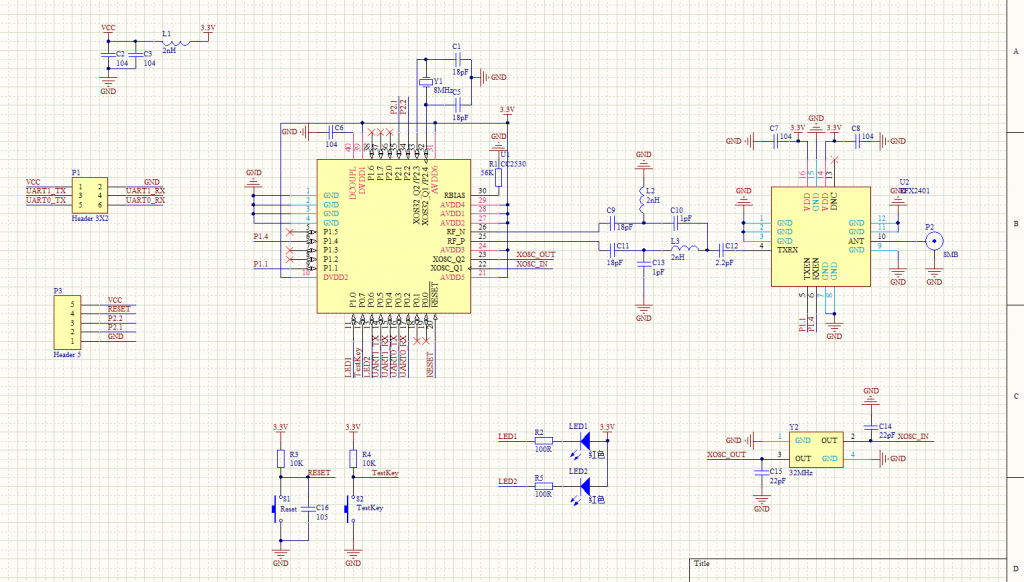 VCC
3.3V
L1
2nH
C2
104
C3
104
GND
A
C1
18pF
GND
Y1
8MHz
C5
18pF
P2.1
P2.2
3.3V
GND
C6
104
40
39
38
37
36
35
34
33
32
31
GND
U1
CC2530
R1
56K
DCOUPL
DVDD1
P1.6
P1.7
P2.0
P2.1
P2.2
XOS32_Q2/P2.3
XOS32_Q1/P2.4
AVDD6
GND
1
2
3
4
5
6
7
8
9
10
GND
GND
GND
GND
P1.5
P1.4
P1.3
P1.2
P1.1
DVDD2
P1.4
P1.1
RBIAS
AVDD4
AVDD1
AVDD2
RF_N
RF_P
AVDD3
XOSC_Q2
XOSC_Q1
AVDD5
30
29
28
27
26
25
24
23
22
21
XOSC_OUT
XOSC_IN
P1.0
P0.7
P0.6
P0.5
P0.4
P0.3
P0.2
P0.1
P0.0
RESET
11
20
LED1
TestKey
LED2
UART1_TX
UART1_RX
UART0_TX
UART0_RX
RESET
P1
VCC
UART1_TX
UART0_TX
1
3
5
2
4
6
GND
UART1_RX
UART0_RX
Header 3X2
P3
5
4
3
2
1
VCC
RESET
P2.2
P2.1
GND
Header 5
GND
L2
2nH
C9
18pF
C10
1pF
C11
18pF
L3
2nH
C12
2.2pF
C13
1pF
GND
GND
C7
104
3.3V
GND
3.3V
C8
104
GND
16
15
14
13
VDD
GND
VDD
DNC
U2
RFX2401
GND
GND
1
2
3
4
GND
GND
GND
TXRX
GND
GND
ANT
GND
12
11
10
9
TXEN
RXEN
GND
GND
5
6
7
8
P1.1
P1.4
GND
GND
P2
SMB
GND
B
C
3.3V
R3
10K
RESET
S1
Reset
C16
105
GND
3.3V
R4
10K
TestKey
S2
TestKey
GND
LED1
R2
100R
LED1
红色
3.3V
LED2
R5
100R
LED2
红色
GND
C14
22pF
XOSC_IN
Y2
GND
1
GND
OUT
2
XOSC_OUT
3
OUT
GND
4
GND
32MHz
C15
22pF
GND
Title
D